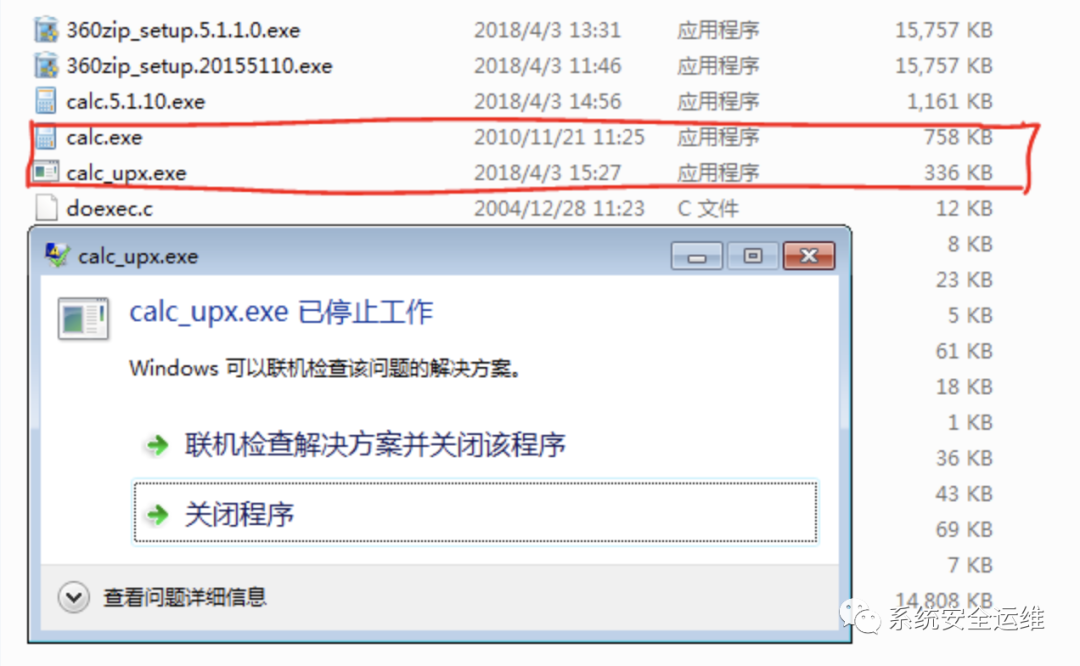 360zip_setup.5.1.1.0.exe 2018/4/3 13:31 应用程序 15,757 KB
360zip_setup.20155110.exe 2018/4/3 11:46 应用程序 15,757 KB
calc.5.1.10.exe 2018/4/3 14:56 应用程序 1,161 KB
calc.exe 2010/11/21 11:25 应用程序 758 KB
calc_upx.exe 2018/4/3 15:27 应用程序 336 KB
doexec.c 2004/12/28 11:23 C 文件 12 KB
8 KB
23 KB
5 KB
61 KB
18 KB
1 KB
36 KB
43 KB
69 KB
7 KB
14,808 KB
calc_upx.exe
calc_upx.exe 已停止工作
Windows 可以联机检查该问题的解决方案。
联机检查解决方案并关闭该程序
关闭程序
查看问题详细信息
系统安全运维